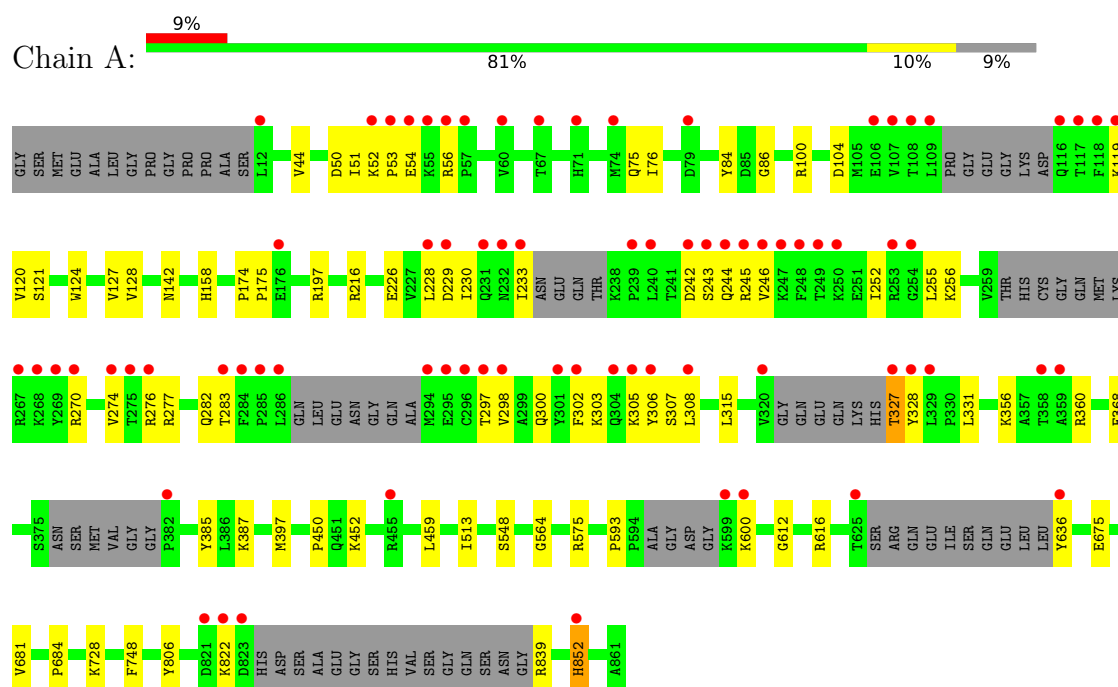 9%
Chain A:
81% 10% 9%
GLY SER MET GLU ALA LEU GLY PRO PRO GLY GLY PRO PRO ALA SER L12 V44 D50 I51 K52 P53 E54 K55 R56 P57 V60 T67 H71 M74 Q75 I76 D79 Y84 D85 G86 R100 D104 M105 E106 V107 T108 L109 PRO GLY GLU GLY LYS ASP Q116 T117 F118 K119
V120 S121 W124 V127 V128 N142 H158 P174 P175 E176 R197 R216 E226 V227 L228 D229 I230 Q231 N232 I233 ASN GLU GLN THR K238 P239 L240 T241 D242 S243 Q244 R245 V246 K247 F248 T249 K250 E251 I252 R253 G254 L255 K256 V259 THR HIS CYS GLY GLN MET LYS
R267 K268 Y269 R270 V274 T275 R276 R277 Q282 T283 F284 P285 L286 GLN LEU GLU ASN GLY GLN ALA M294 E295 C296 T297 V298 A299 Q300 Y301 F302 K303 Q304 K305 Y306 S307 L308 L315 V320 GLY GLN GLU GLN LYS HIS T327 Y328 L329 P330 L331 K356 A357 T358 A359 R360
S375 ASN SER MET VAL GLY GLY P382 Y385 L386 K387 M397 P450 Q451 K452 R455 L459 I513 S548 G564 R575 P593 P594 ALA GLY ASP GLY K599 K600 G612 R616 T625 SER ARG GLN GLU ILE SER GLN GLU LEU LEU Y636 E675
V681 P684 K728 F748 Y806 D821 K822 D823 HIS ASP SER ALA GLU GLY SER HIS VAL SER GLY GLN SER ASN GLY R839 H852 A861